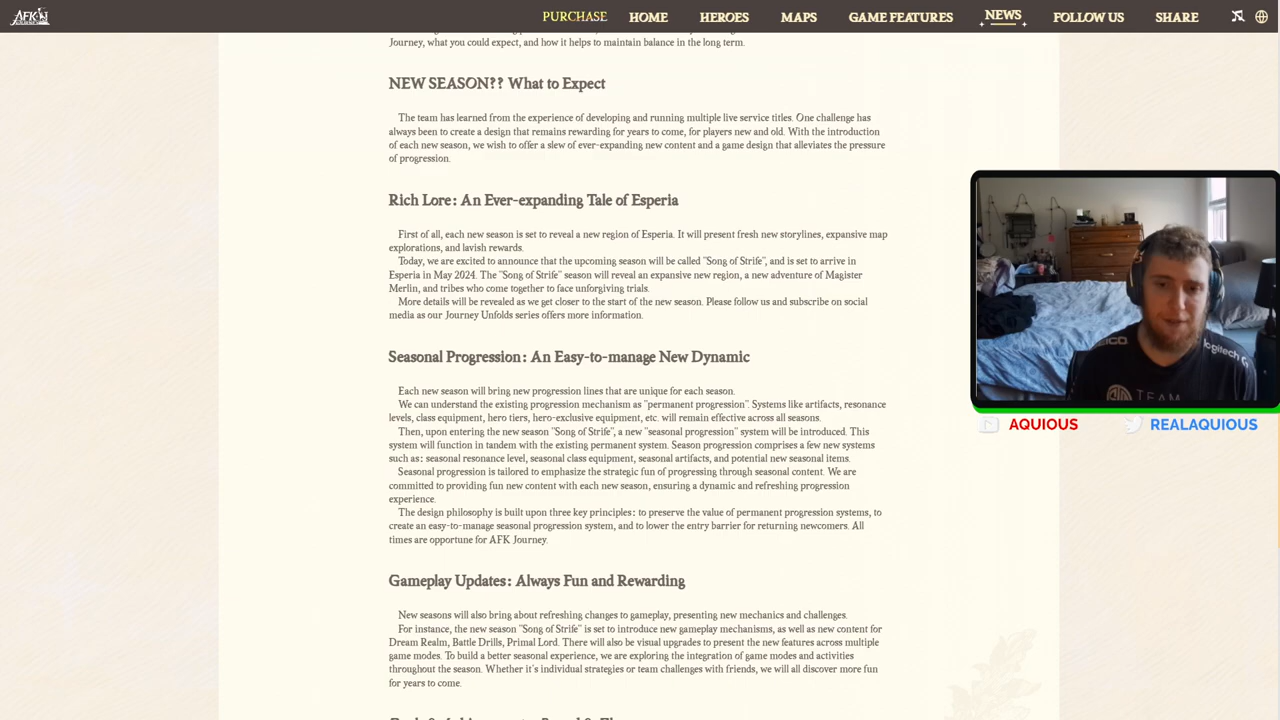 AFK
JOURNEY
PURCHASE
HOME
HEROES
MAPS
GAME FEATURES
NEWS
FOLLOW US
SHARE
Journey, what you could expect, and how it helps to maintain balance in the long term.
NEW SEASON?? What to Expect
The team has learned from the experience of developing and running multiple live service titles. One challenge has
always been to create a design that remains rewarding for years to come, for players new and old. With the introduction
of each new season, we wish to offer a slew of ever-expanding new content and a game design that alleviates the pressure
of progression.
Rich Lore: An Ever-expanding Tale of Esperia
First of all, each new season is set to reveal a new region of Esperia. It will present fresh new storylines, expansive map
explorations, and lavish rewards.
Today, we are excited to announce that the upcoming season will be called "Song of Strife", and is set to arrive in
Esperia in May 2024. The "Song of Strife" season will reveal an expansive new region, a new adventure of Magister
Merlin, and tribes who come together to face unforgiving trials.
More details will be revealed as we get closer to the start of the new season. Please follow us and subscribe on social
media as our Journey Unfolds series offers more information.
Seasonal Progression: An Easy-to-manage New Dynamic
Each new season will bring new progression lines that are unique for each season.
We can understand the existing progression mechanism as "permanent progression". Systems like artifacts, resonance
levels, class equipment, hero tiers, hero-exclusive equipment, etc. will remain effective across all seasons.
Then, upon entering the new season "Song of Strife", a new "seasonal progression" system will be introduced. This
system will function in tandem with the existing permanent system. Season progression comprises a few new systems
such as: seasonal resonance level, seasonal class equipment, seasonal artifacts, and potential new seasonal items.
Seasonal progression is tailored to emphasize the strategic fun of progressing through seasonal content. We are
committed to providing fun new content with each new season, ensuring a dynamic and refreshing progression
experience.
The design philosophy is built upon three key principles: to preserve the value of permanent progression systems, to
create an easy-to-manage seasonal progression system, and to lower the entry barrier for returning newcomers. All
times are opportune for AFK Journey.
Gameplay Updates: Always Fun and Rewarding
New seasons will also bring about refreshing changes to gameplay, presenting new mechanics and challenges.
For instance, the new season "Song of Strife" is set to introduce new gameplay mechanisms, as well as new content for
Dream Realm, Battle Drills, Primal Lord. There will also be visual upgrades to present the new features across multiple
game modes. To build a better seasonal experience, we are exploring the integration of game modes and activities
throughout the season. Whether it's individual strategies or team challenges with friends, we will all discover more fun
for years to come.
logitech
TEAM
AQUIOUS
REALAQUIOUS